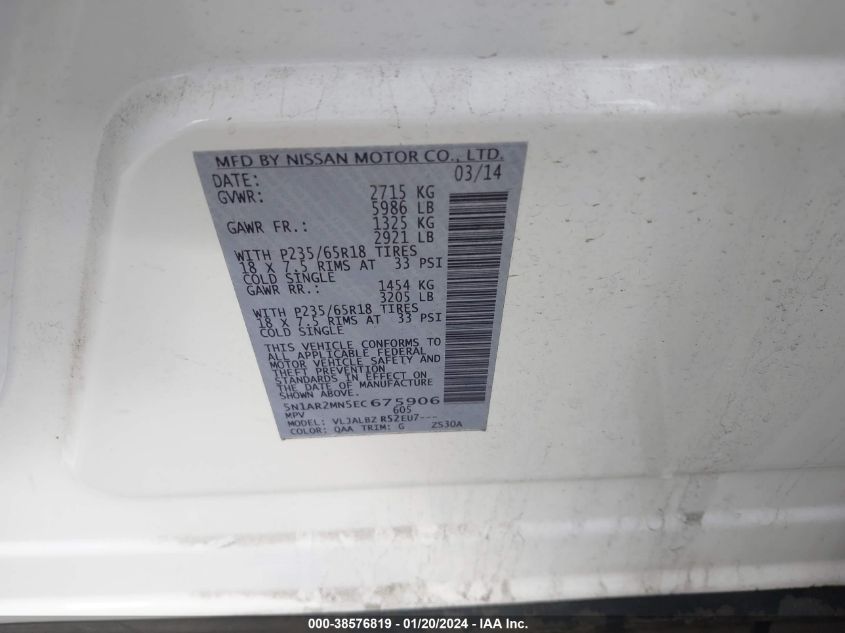 MFD BY NISSAN MOTOR CO., LTD.
DATE: 03/14
GVWR: 2715 KG
5986 LB
GAWR FR.: 1325 KG
2921 LB
WITH P235/65R18 TIRES
18 X 7.5 RIMS AT 33 PSI
COLD SINGLE
GAWR RR.: 1454 KG
3205 LB
WITH P235/65R18 TIRES
18 X 7.5 RIMS AT 33 PSI
COLD SINGLE
THIS VEHICLE CONFORMS TO
ALL APPLICABLE FEDERAL
MOTOR VEHICLE SAFETY AND
THEFT PREVENTION
STANDARDS IN EFFECT ON
THE DATE OF MANUFACTURE
5N1AR2MN5EC675906
MPV 605
MODEL: VLJALBZ R52EU7---
COLOR: QAA TRIM: G 2S30A
000-38576819 - 01/20/2024 - IAA Inc.